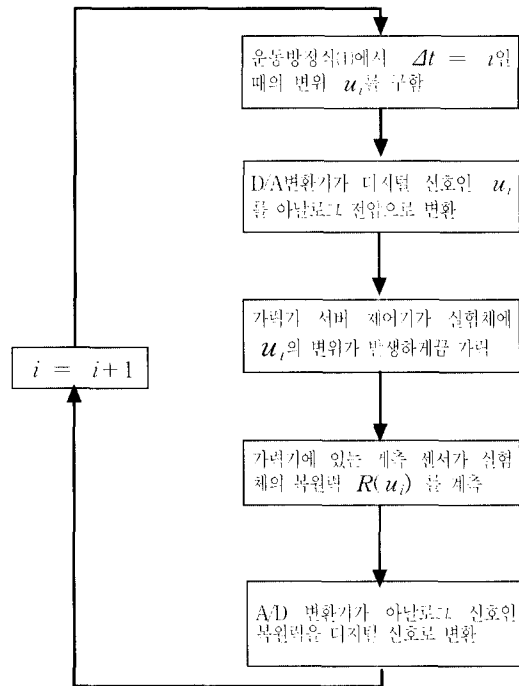 운동방정식(1)에서 Δt = i인
때의 변위 u_i를 구함
D/A변환기가 디지털 신호인 u_i
를 아날로그 전압으로 변환
가력기 서버 제어기가 실험체에
u_i의 변위가 발생하게끔 가력
i = i+1
가력기에 있는 계측 센서가 실험
체의 복원력 R(u_i) 를 계측
A/D 변환기가 아날로그 신호인
복원력을 디지털 신호로 변환